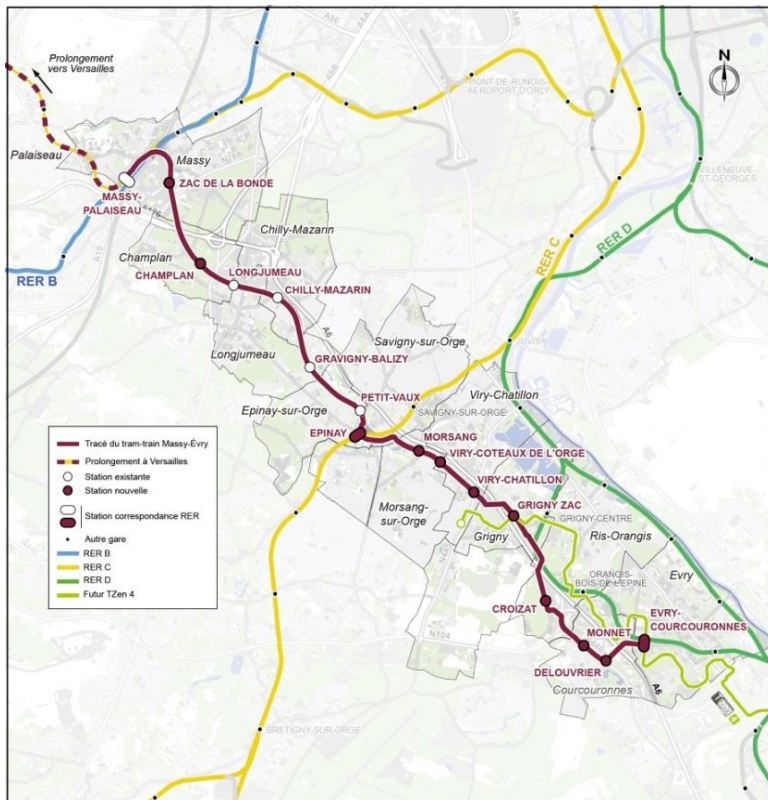 Prolongement
vers Versailles
N
PONT-DE-RUNGIS
AEROPORT D'ORLY
Palaiseau
Massy
ZAC DE LA BONDE
MASSY-
PALAISEAU
VILLENEUVE-
ST-GEORGES
Chilly-Mazarin
Champlan
RER B
CHAMPLAN
LONGJUMEAU
CHILLY-MAZARIN
RER C
RER D
A6
Longjumeau
GRAVIGNY-BALIZY
Savigny-sur-Orge
JUVISY
Epinay-sur-Orge
PETIT-VAUX
Viry-Chatillon
SAVIGNY-SUR-ORGE
EPINAY
MORSANG
VIRY-COTEAUX DE L'ORGE
VIRY-CHATILLON
Morsang-
sur-Orge
GRIGNY ZAC
GRIGNY-CENTRE
Grigny
Ris-Orangis
ORANGIS-
BOIS-DE-L'EPINE
Evry
CROIZAT
MONNET
EVRY-
COURCOURONNES
N104
DELOUVRIER
Courcouronnes
A6
BRETIGNY-SUR-ORGE
Tracé du tram-train Massy-Évry
Prolongement à Versailles
Station existante
Station nouvelle
Station correspondance RER
Autre gare
RER B
RER C
RER D
Futur TZen 4